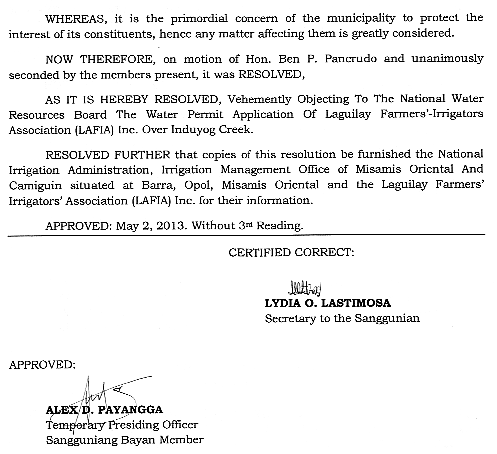 WHEREAS, it is the primordial concern of the municipality to protect the
interest of its constituents, hence any matter affecting them is greatly considered.
NOW THEREFORE, on motion of Hon. Ben P. Pancrudo and unanimously
seconded by the members present, it was RESOLVED,
AS IT IS HEREBY RESOLVED, Vehemently Objecting To The National Water
Resources Board The Water Permit Application Of Laguilay Farmers'-Irrigators
Association (LAFIA) Inc. Over Induyog Creek.
RESOLVED FURTHER that copies of this resolution be furnished the National
Irrigation Administration, Irrigation Management Office of Misamis Oriental And
Camiguin situated at Barra, Opol, Misamis Oriental and the Laguilay Farmers'
Irrigators' Association (LAFIA) Inc. for their information.
APPROVED: May 2, 2013. Without 3rd Reading.
CERTIFIED CORRECT:
LYDIA O. LASTIMOSA
Secretary to the Sanggunian
APPROVED:
ALEX D. PAYANGGA
Temporary Presiding Officer
Sangguniang Bayan Member